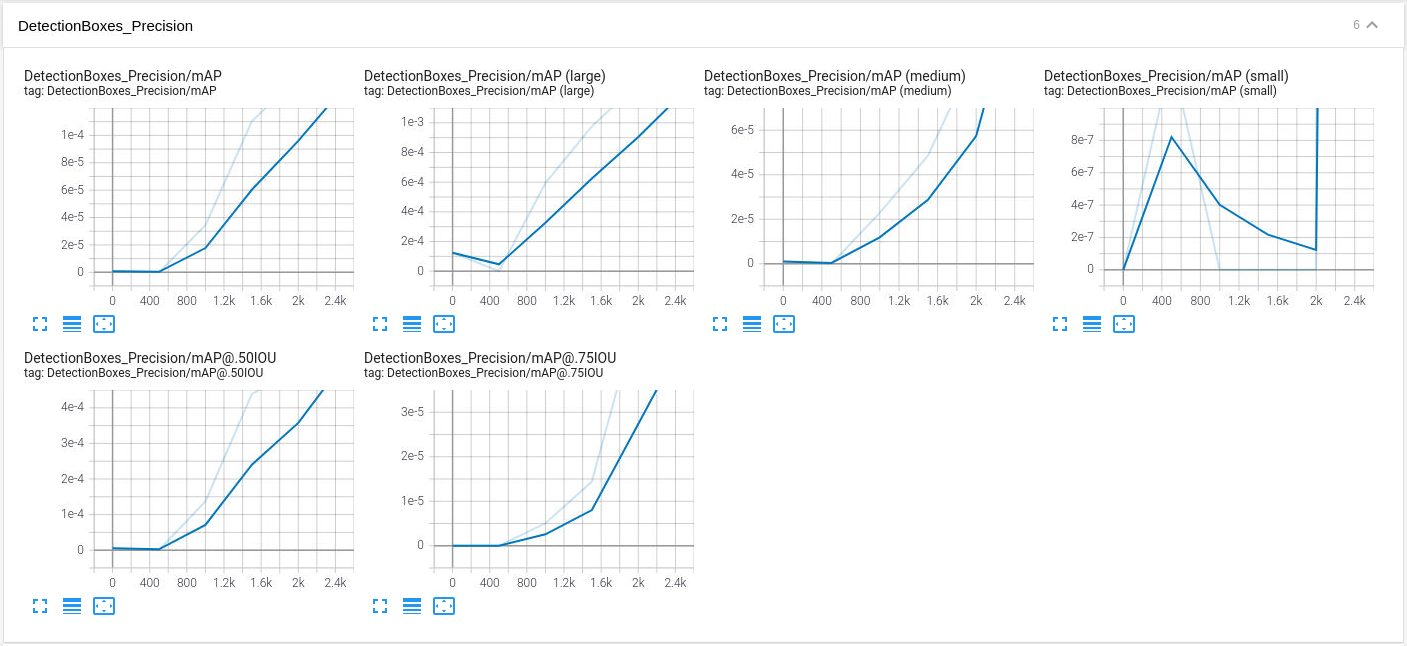 DetectionBoxes_Precision
6
DetectionBoxes_Precision/mAP
tag: DetectionBoxes_Precision/mAP
1e-4
8e-5
6e-5
4e-5
2e-5
0
0 400 800 1.2k 1.6k 2k 2.4k
DetectionBoxes_Precision/mAP (large)
tag: DetectionBoxes_Precision/mAP (large)
1e-3
8e-4
6e-4
4e-4
2e-4
0
0 400 800 1.2k 1.6k 2k 2.4k
DetectionBoxes_Precision/mAP (medium)
tag: DetectionBoxes_Precision/mAP (medium)
6e-5
4e-5
2e-5
0
0 400 800 1.2k 1.6k 2k 2.4k
DetectionBoxes_Precision/mAP (small)
tag: DetectionBoxes_Precision/mAP (small)
8e-7
6e-7
4e-7
2e-7
0
0 400 800 1.2k 1.6k 2k 2.4k
DetectionBoxes_Precision/mAP@.50IOU
tag: DetectionBoxes_Precision/mAP@.50IOU
4e-4
3e-4
2e-4
1e-4
0
0 400 800 1.2k 1.6k 2k 2.4k
DetectionBoxes_Precision/mAP@.75IOU
tag: DetectionBoxes_Precision/mAP@.75IOU
3e-5
2e-5
1e-5
0
0 400 800 1.2k 1.6k 2k 2.4k